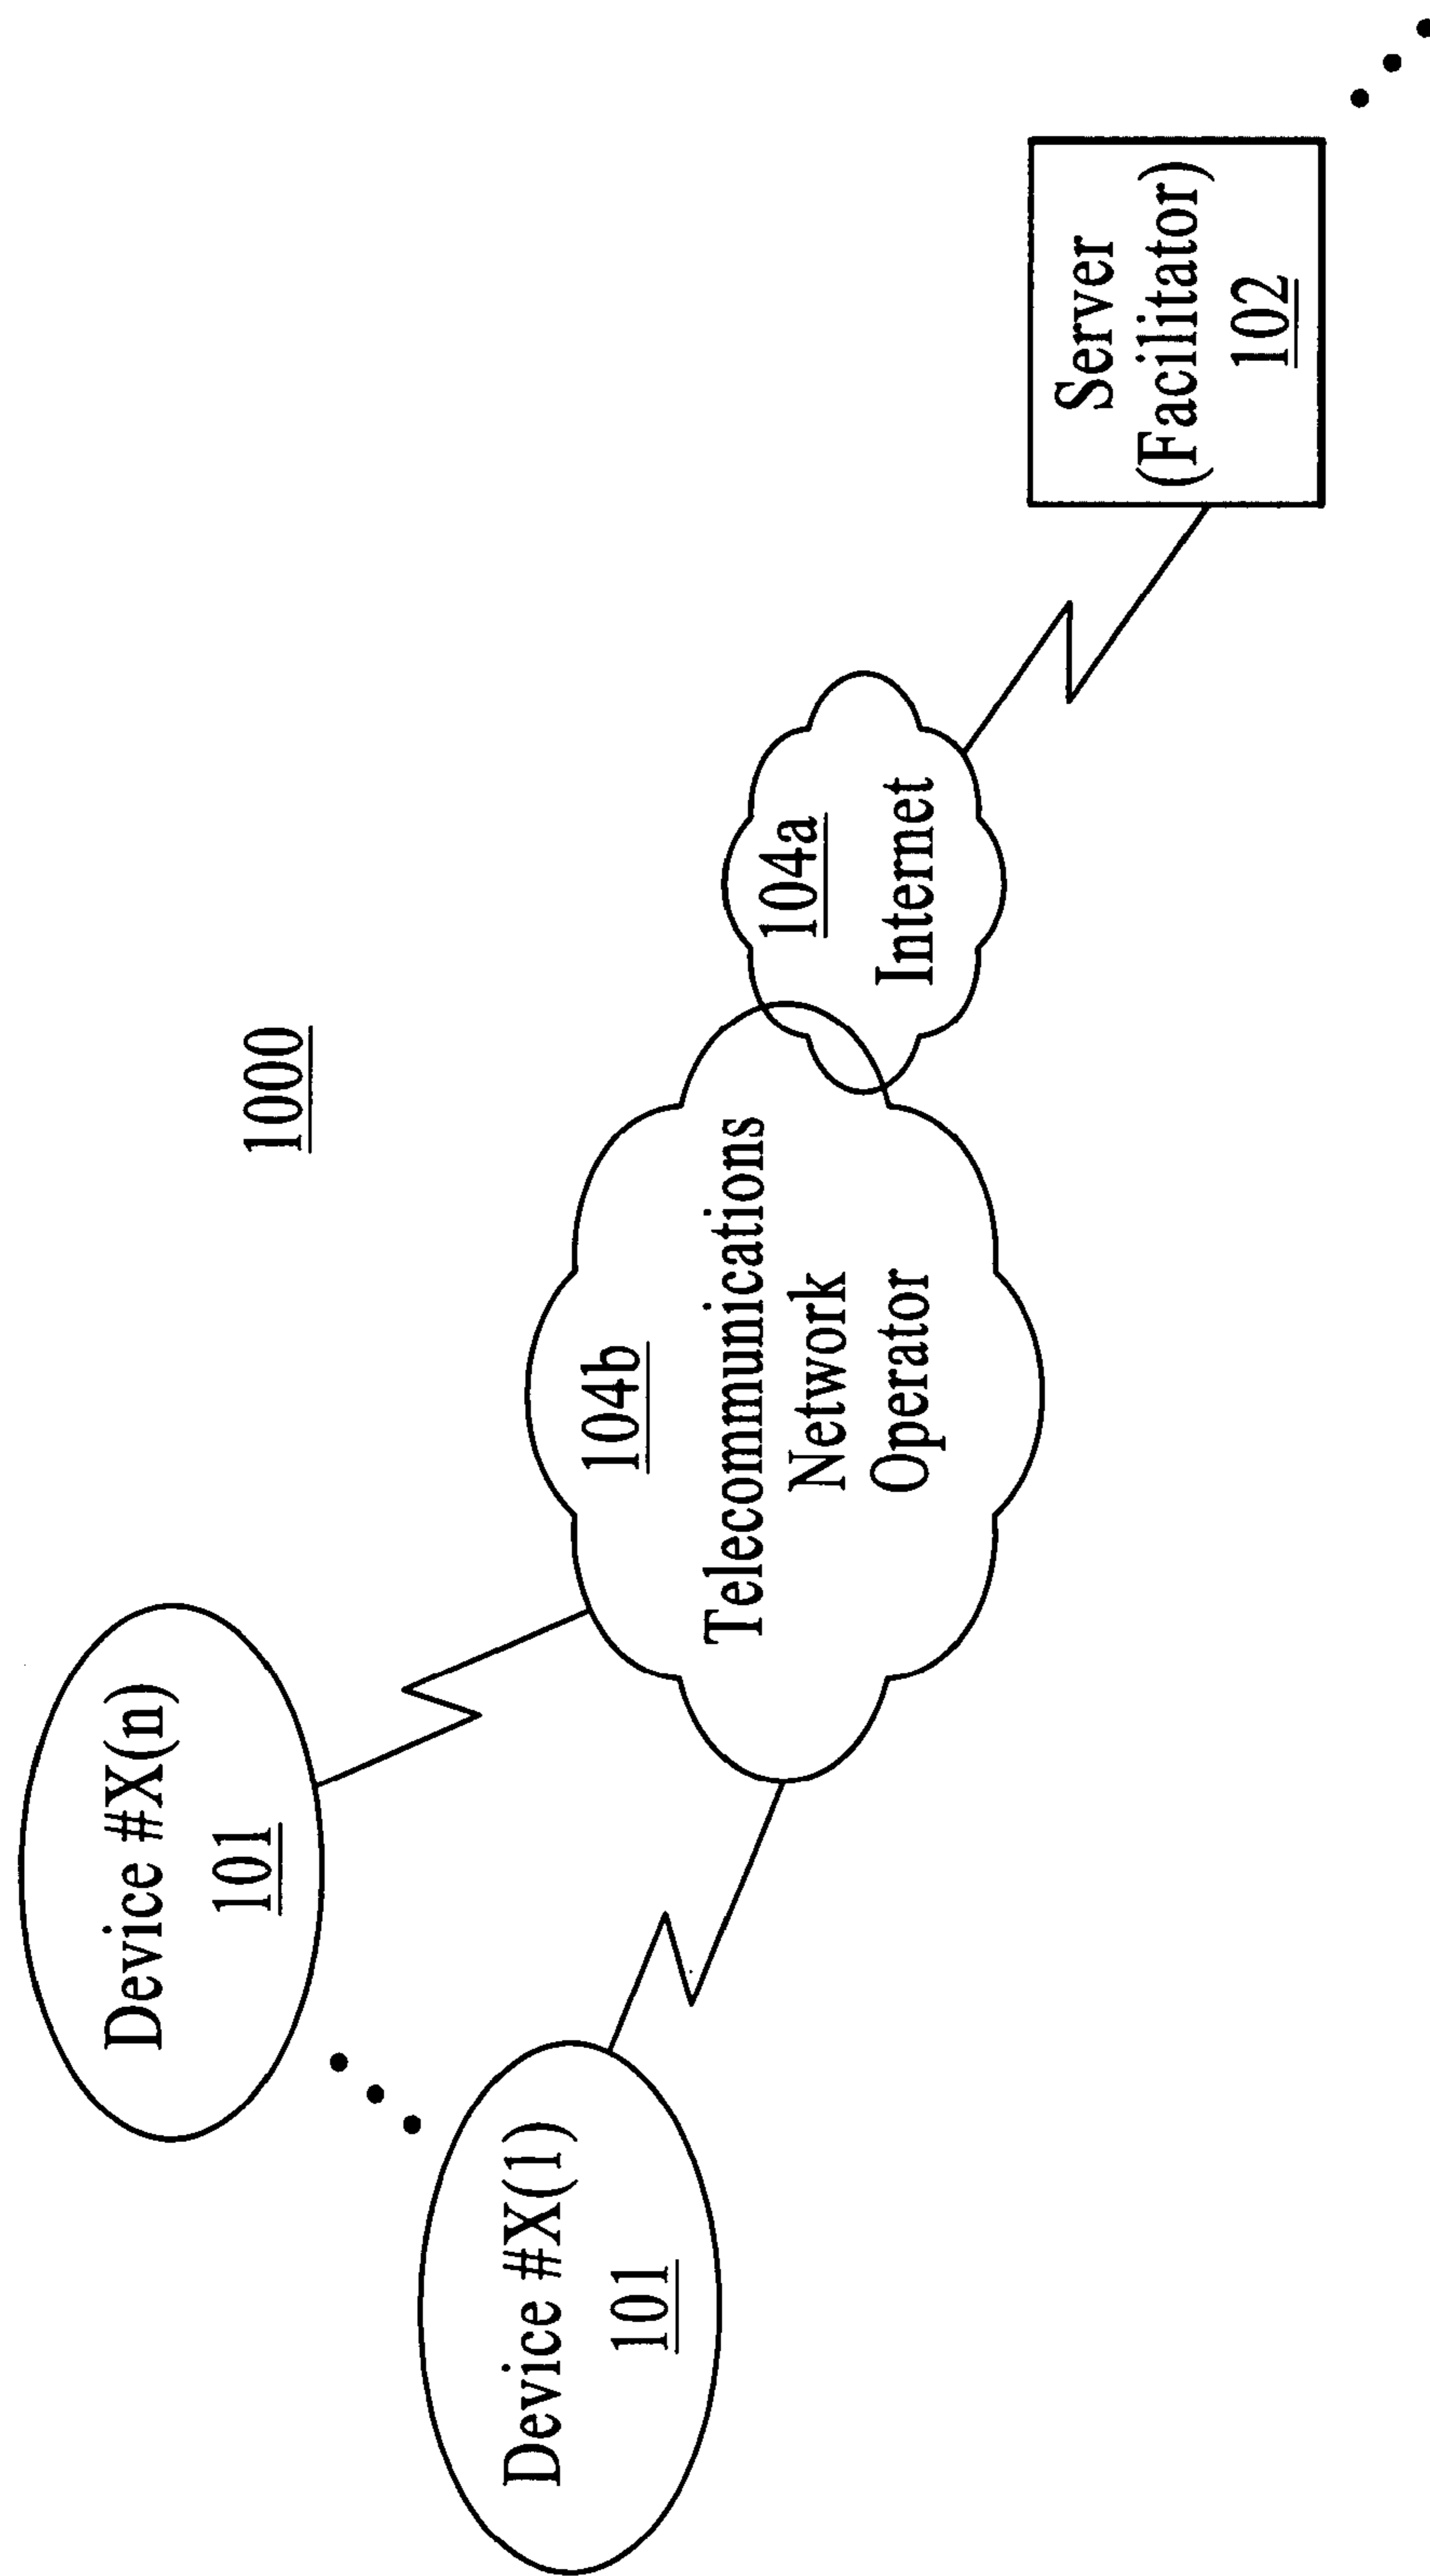 1000
Device #X(n)
101
Device #X(1)
101
104b
Telecommunications
Network
Operator
104a
Internet
Server
(Facilitator)
102